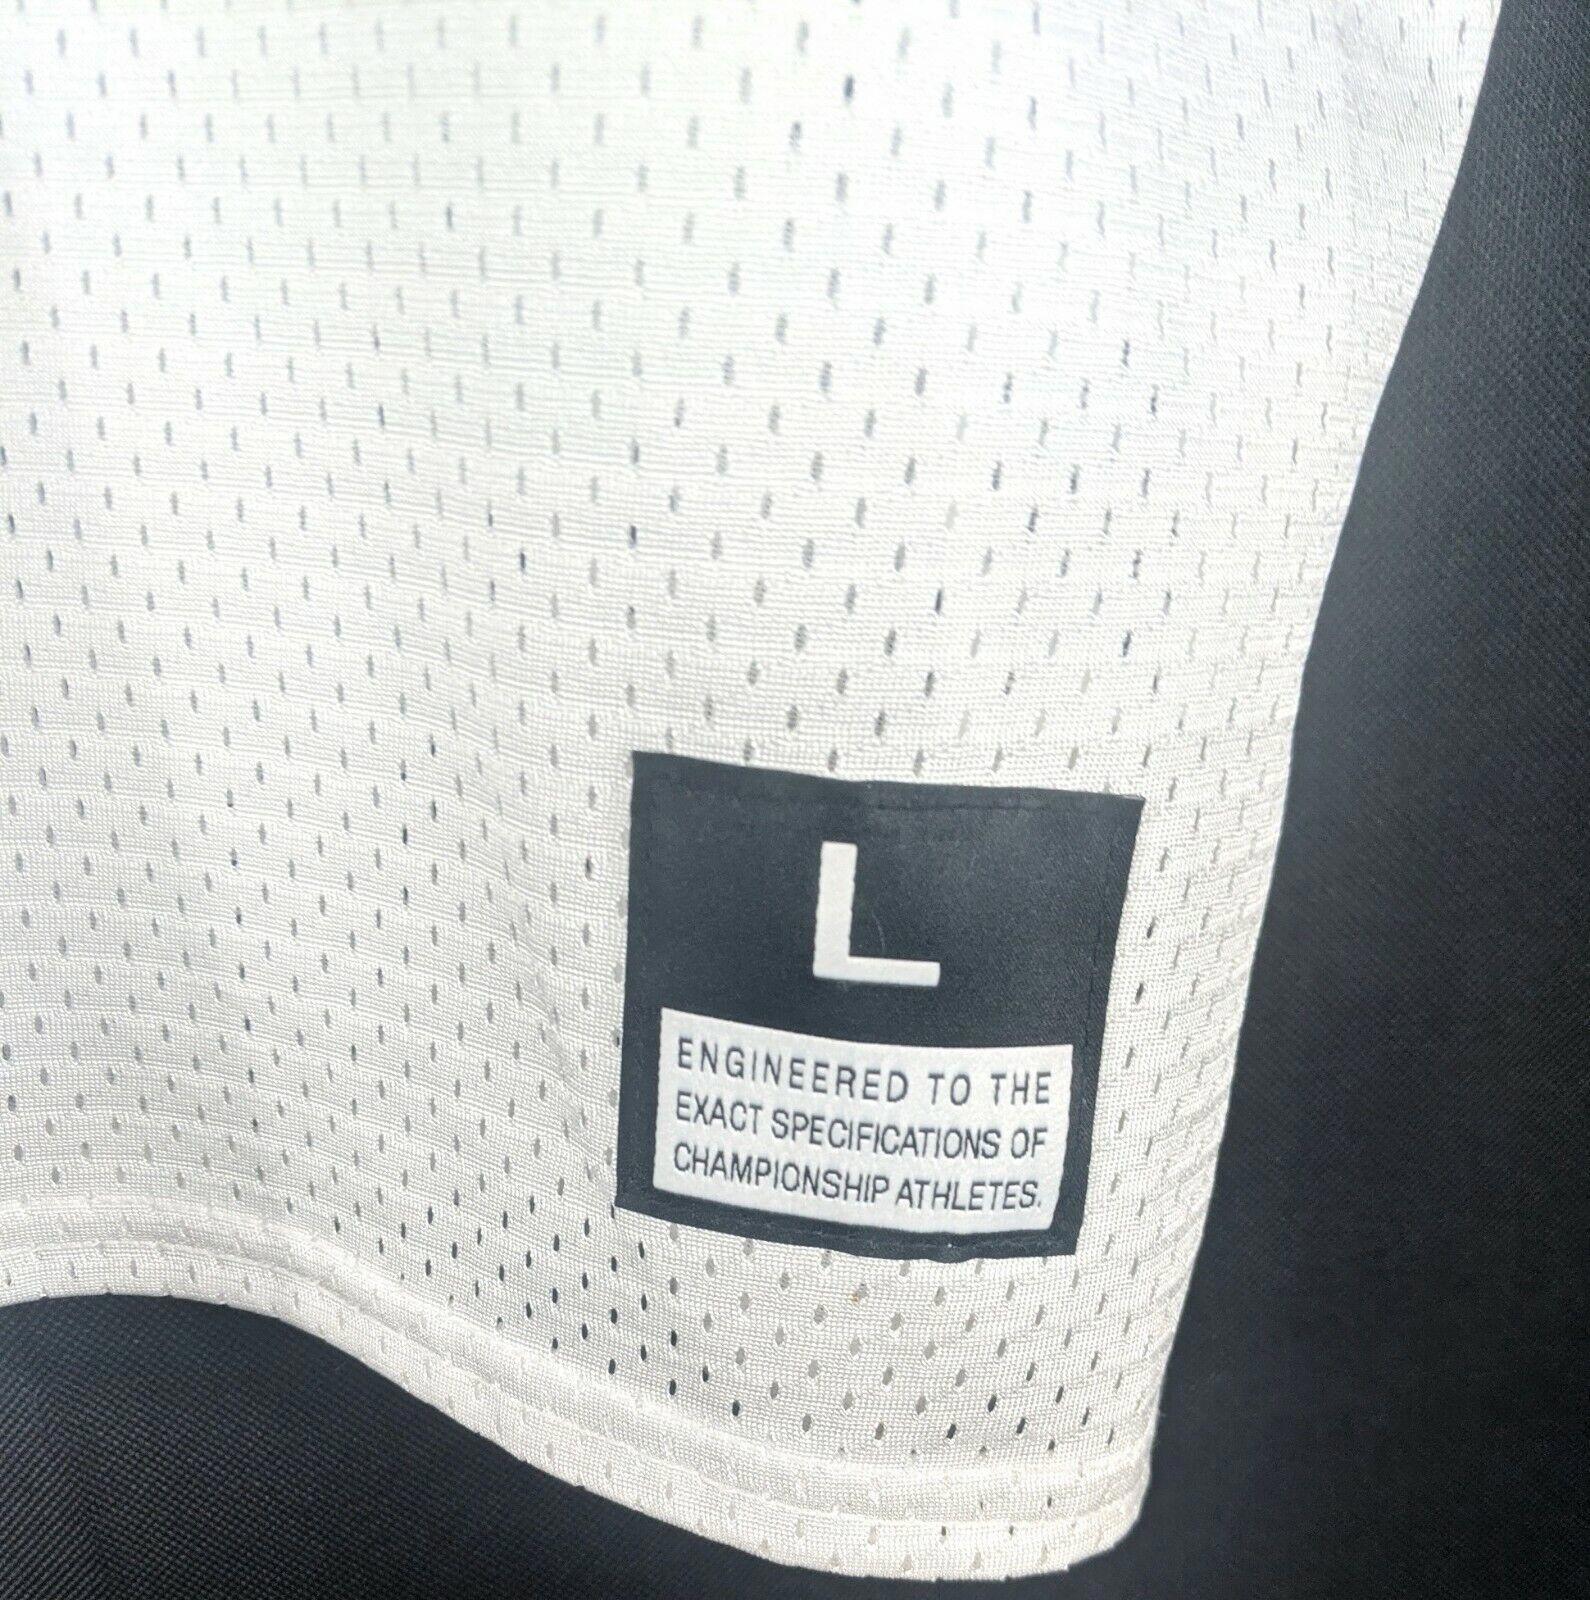 L
ENGINEERED TO THE
EXACT SPECIFICATIONS OF
CHAMPIONSHIP ATHLETES.